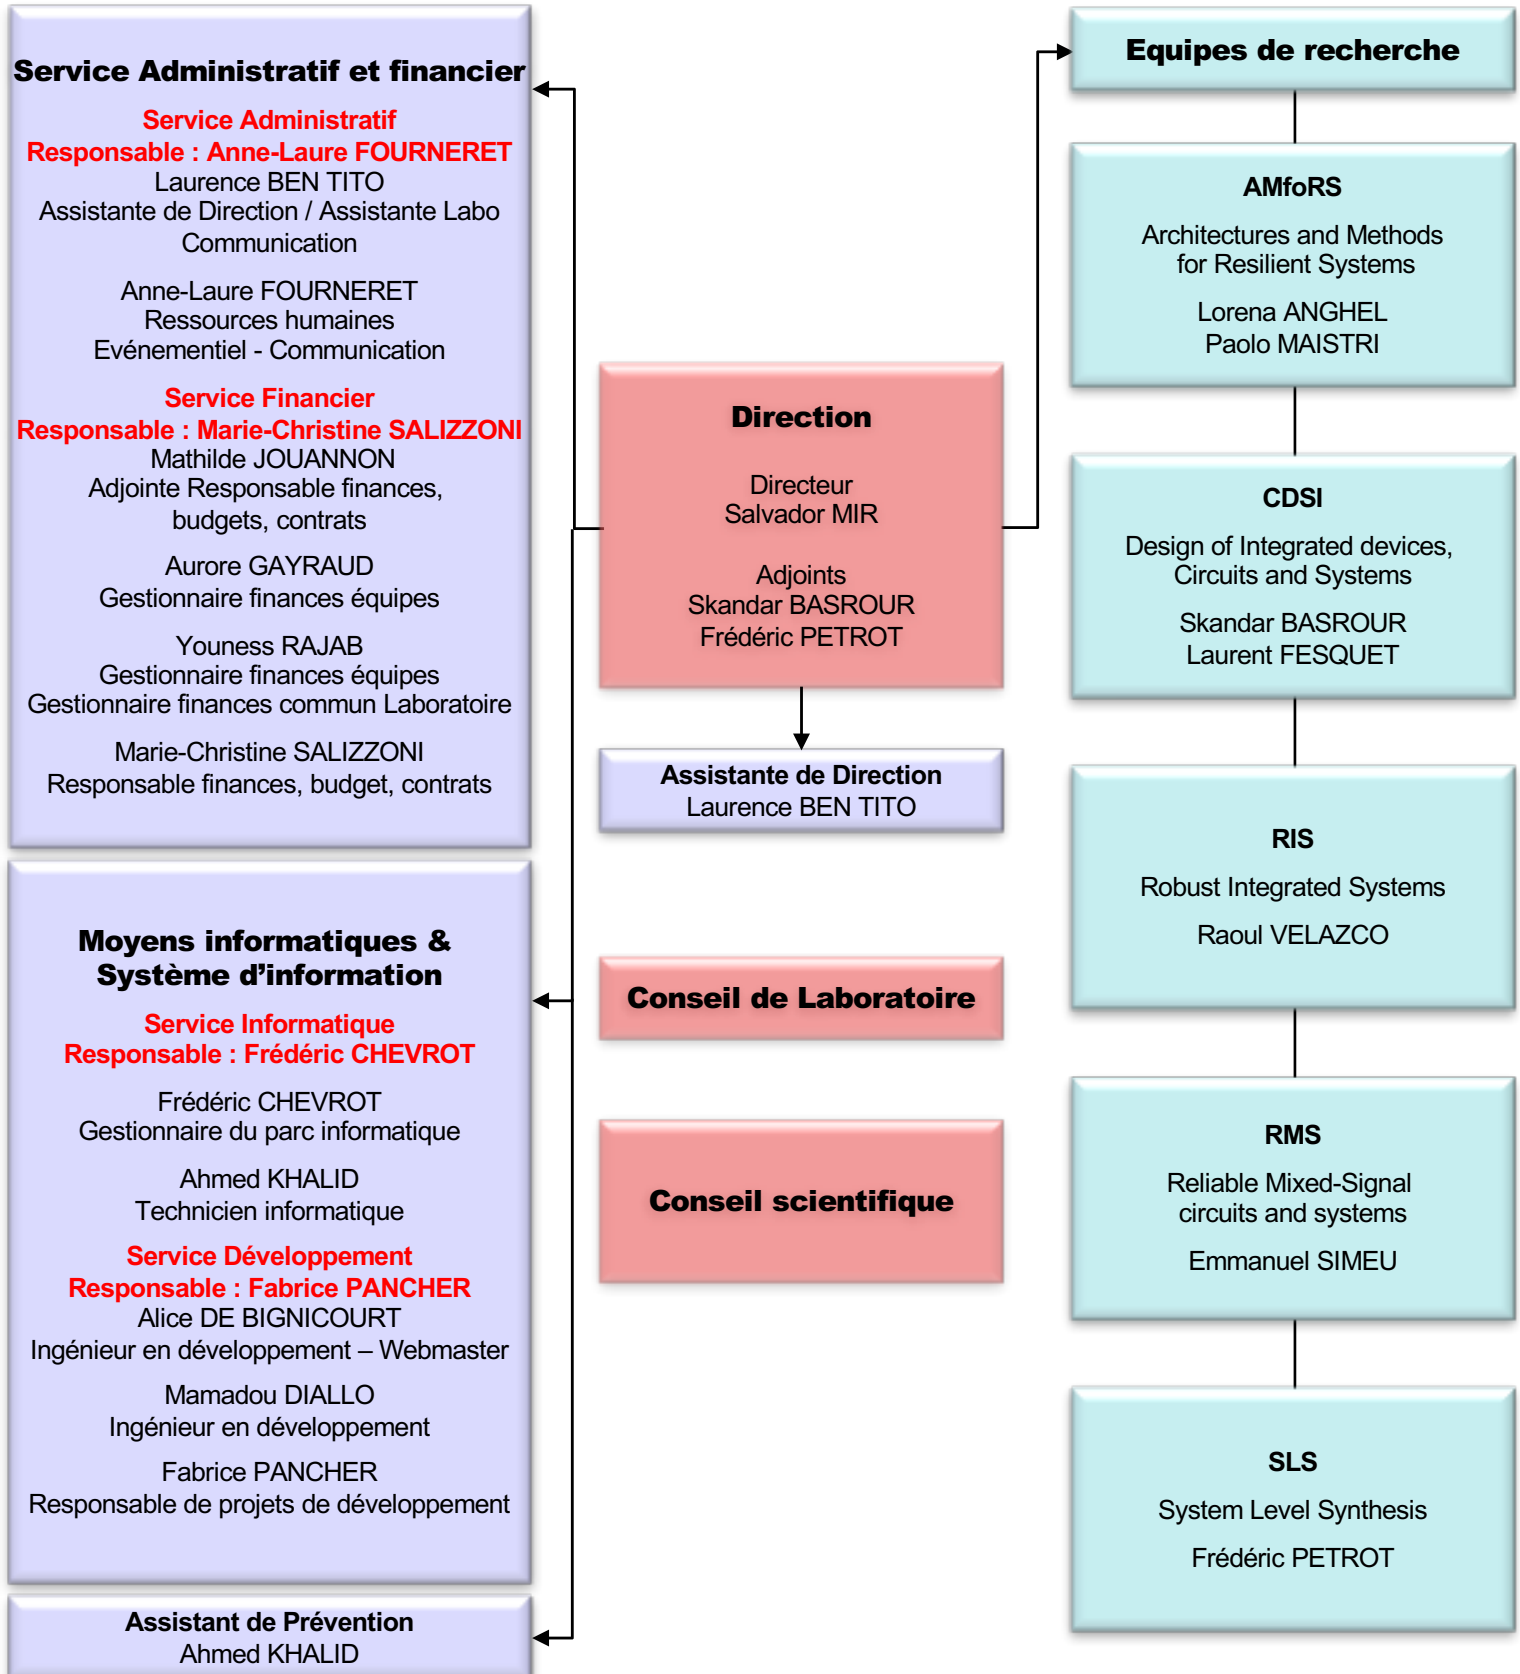 Service Administratif et financier
Service Administratif
Responsable : Anne-Laure FOURNERET
Laurence BEN TITO
Assistante de Direction / Assistante Labo
Communication
Anne-Laure FOURNERET
Ressources humaines
Evénementiel - Communication
Service Financier
Responsable : Marie-Christine SALIZZONI
Mathilde JOUANNON
Adjointe Responsable finances,
budgets, contrats
Aurore GAYRAUD
Gestionnaire finances équipes
Youness RAJAB
Gestionnaire finances équipes
Gestionnaire finances commun Laboratoire
Marie-Christine SALIZZONI
Responsable finances, budget, contrats
Moyens informatiques &
Système d’information
Service Informatique
Responsable : Frédéric CHEVROT
Frédéric CHEVROT
Gestionnaire du parc informatique
Ahmed KHALID
Technicien informatique
Service Développement
Responsable : Fabrice PANCHER
Alice DE BIGNICOURT
Ingénieur en développement – Webmaster
Mamadou DIALLO
Ingénieur en développement
Fabrice PANCHER
Responsable de projets de développement
Assistant de Prévention
Ahmed KHALID
Direction
Directeur
Salvador MIR
Adjoints
Skandar BASROUR
Frédéric PETROT
Assistante de Direction
Laurence BEN TITO
Conseil de Laboratoire
Conseil scientifique
Equipes de recherche
AMfoRS
Architectures and Methods
for Resilient Systems
Lorena ANGHEL
Paolo MAISTRI
CDSI
Design of Integrated devices,
Circuits and Systems
Skandar BASROUR
Laurent FESQUET
RIS
Robust Integrated Systems
Raoul VELAZCO
RMS
Reliable Mixed-Signal
circuits and systems
Emmanuel SIMEU
SLS
System Level Synthesis
Frédéric PETROT